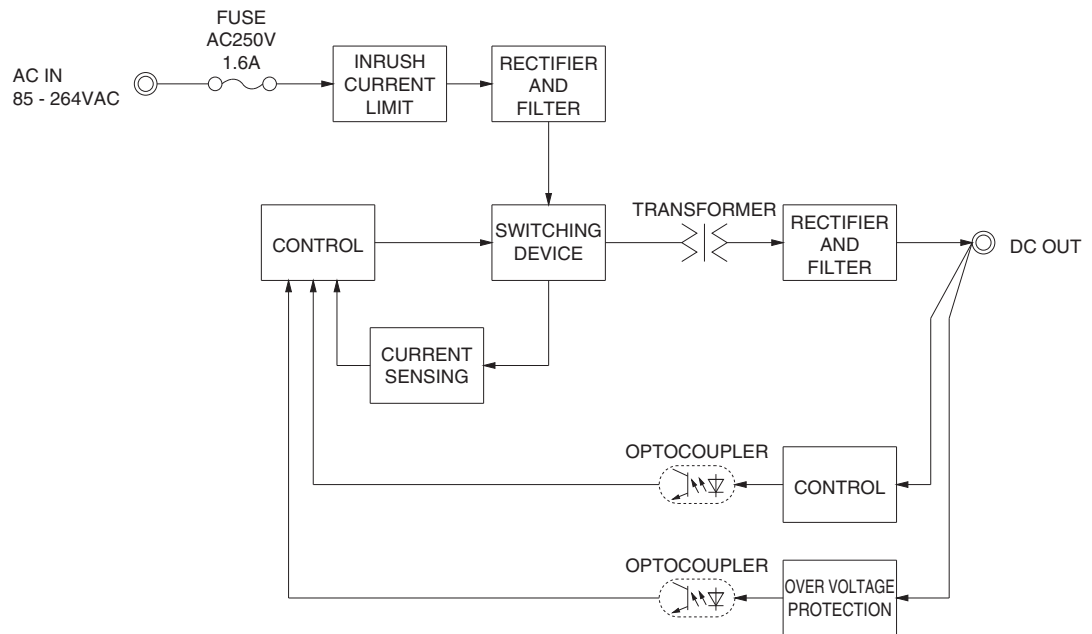 FUSE
AC250V
1.6A
AC IN
85 - 264VAC
INRUSH
CURRENT
LIMIT
RECTIFIER
AND
FILTER
CONTROL
SWITCHING
DEVICE
TRANSFORMER
RECTIFIER
AND
FILTER
DC OUT
CURRENT
SENSING
OPTOCOUPLER
CONTROL
OPTOCOUPLER
OVER VOLTAGE
PROTECTION